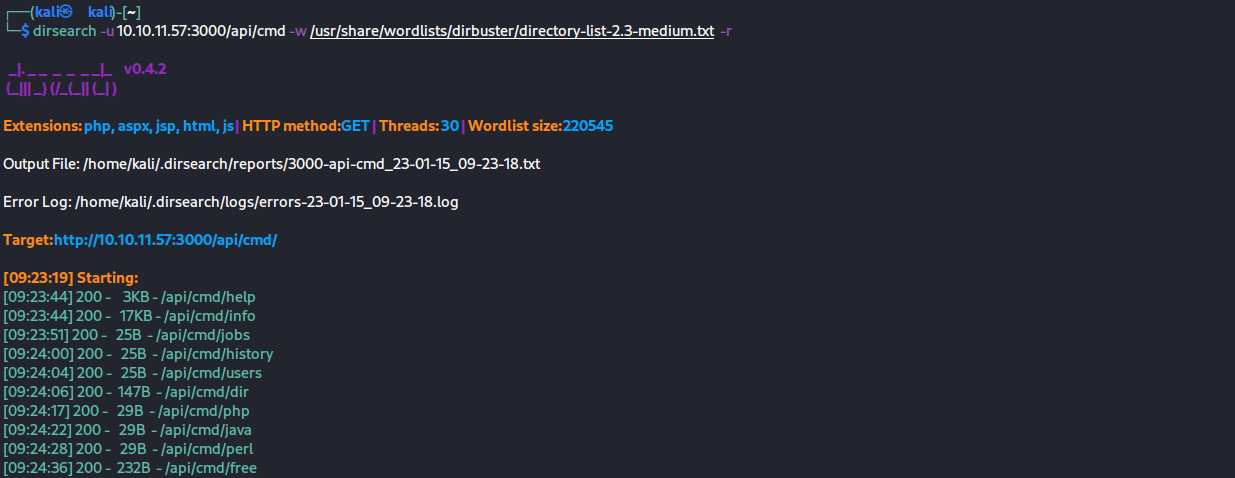 ┌──(kali㉿ kali)-[~]
└─$ dirsearch -u 10.10.11.57:3000/api/cmd -w /usr/share/wordlists/dirbuster/directory-list-2.3-medium.txt -r
_|. _ _ _ _ _ _|_ v0.4.2
(_||| _) (/_(_|| (_| )
Extensions: php, aspx, jsp, html, js | HTTP method: GET | Threads: 30 | Wordlist size: 220545
Output File: /home/kali/.dirsearch/reports/3000-api-cmd_23-01-15_09-23-18.txt
Error Log: /home/kali/.dirsearch/logs/errors-23-01-15_09-23-18.log
Target: http://10.10.11.57:3000/api/cmd/
[09:23:19] Starting:
[09:23:44] 200 - 3KB - /api/cmd/help
[09:23:44] 200 - 17KB - /api/cmd/info
[09:23:51] 200 - 25B - /api/cmd/jobs
[09:24:00] 200 - 25B - /api/cmd/history
[09:24:04] 200 - 25B - /api/cmd/users
[09:24:06] 200 - 147B - /api/cmd/dir
[09:24:17] 200 - 29B - /api/cmd/php
[09:24:22] 200 - 29B - /api/cmd/java
[09:24:28] 200 - 29B - /api/cmd/perl
[09:24:36] 200 - 232B - /api/cmd/free